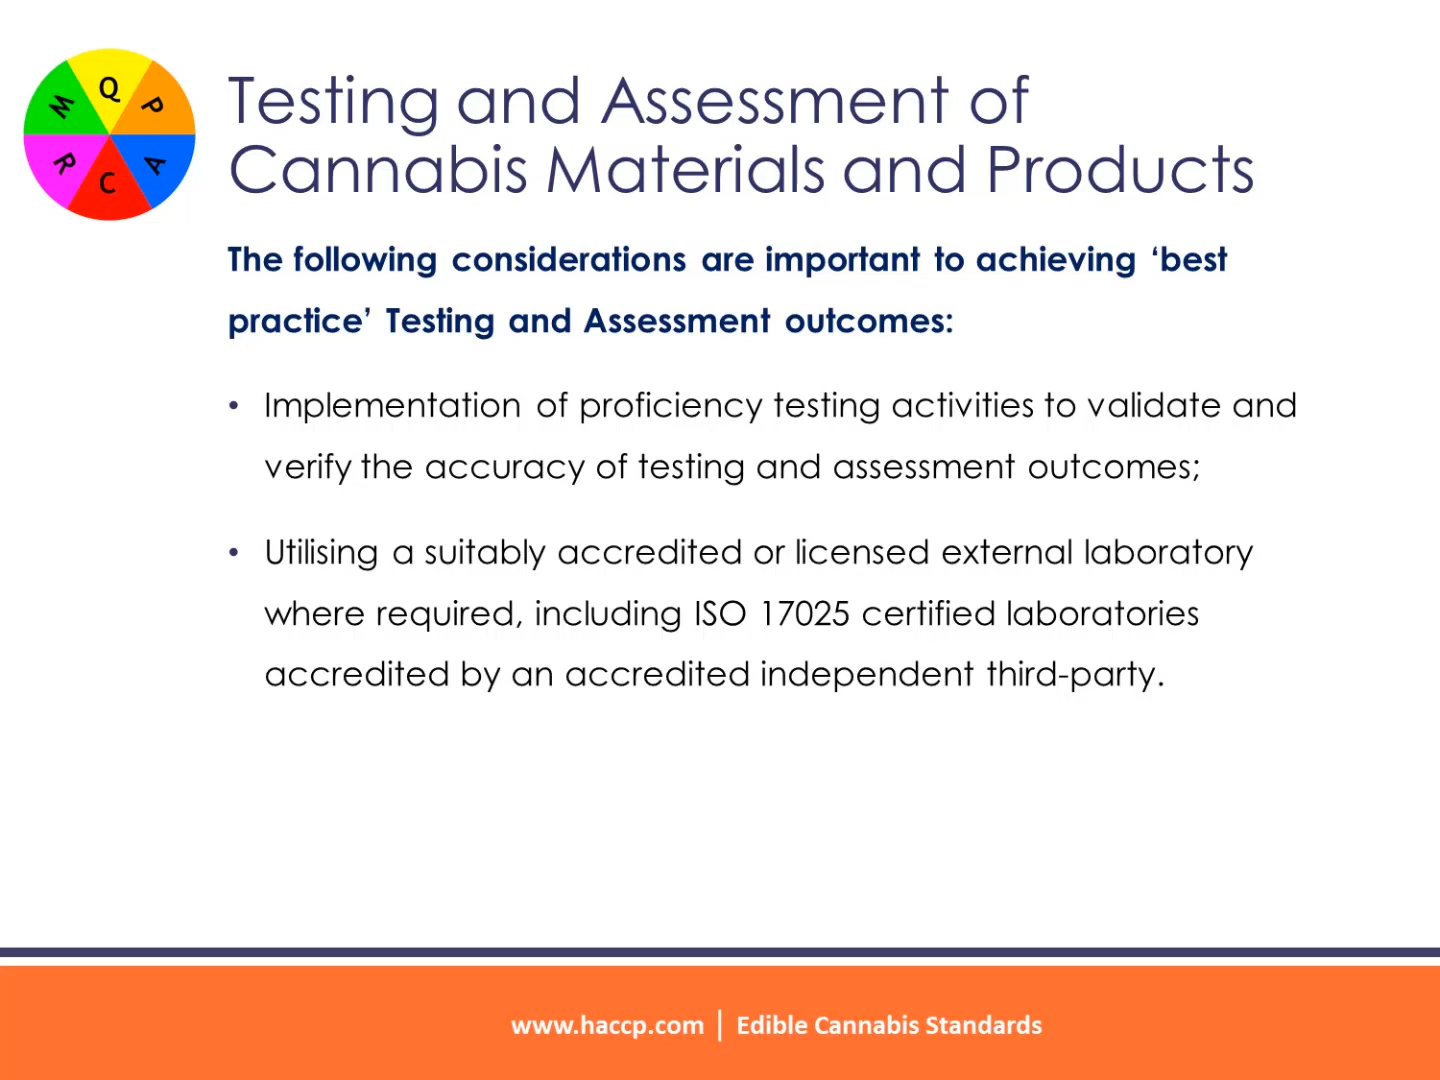 Q
P
A
C
R
M
Testing and Assessment of
Cannabis Materials and Products
The following considerations are important to achieving ‘best
practice’ Testing and Assessment outcomes:
• Implementation of proficiency testing activities to validate and
verify the accuracy of testing and assessment outcomes;
• Utilising a suitably accredited or licensed external laboratory
where required, including ISO 17025 certified laboratories
accredited by an accredited independent third-party.
www.haccp.com | Edible Cannabis Standards